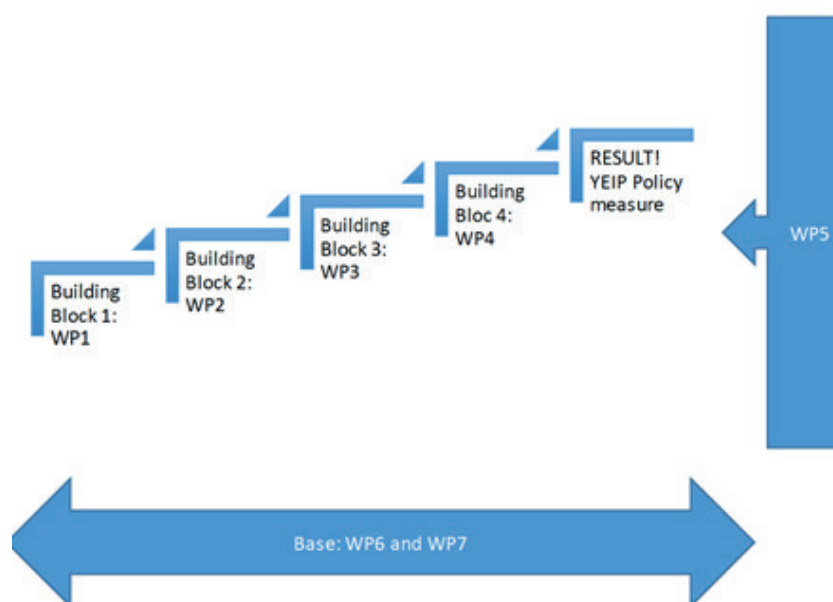 Building
Block 1:
WP1
Building
Block 2:
WP2
Building
Block 3:
WP3
Building
Bloc 4:
WP4
RESULT!
YEIP Policy
measure
WP5
Base: WP6 and WP7